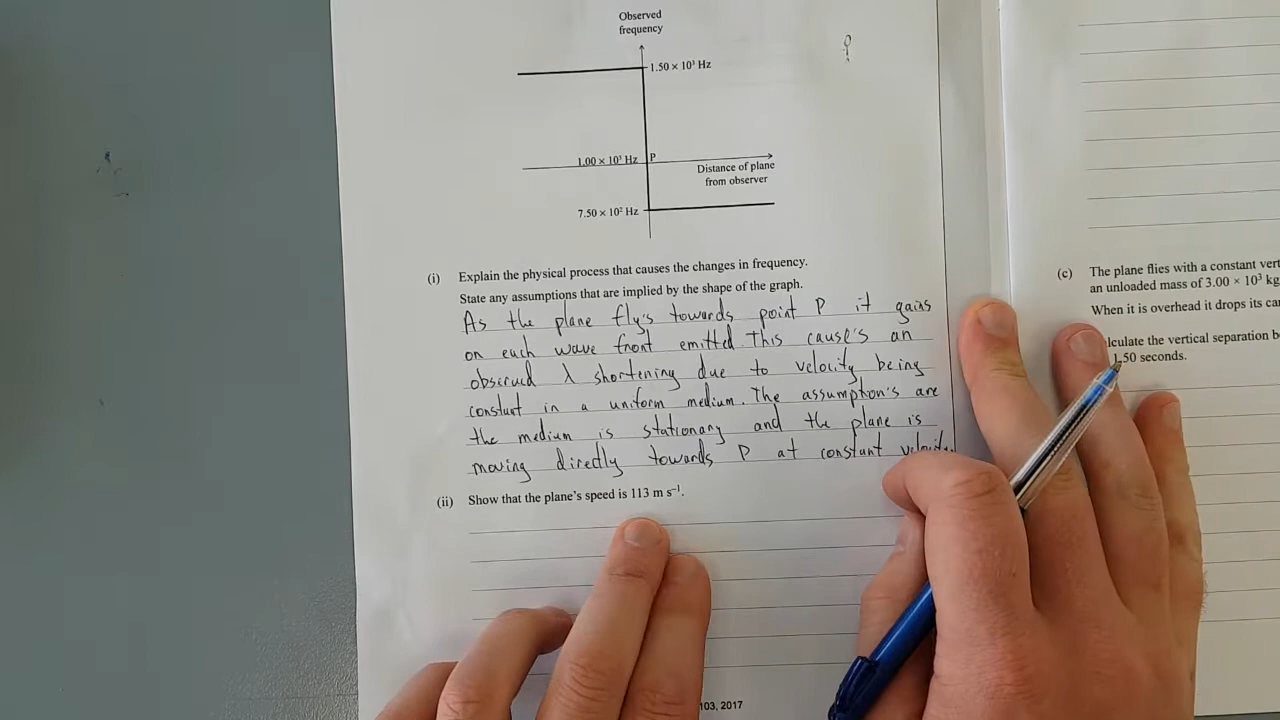 Observed
frequency
1.50 × 10³ Hz
1.00 × 10³ Hz
P
Distance of plane
from observer
7.50 × 10² Hz
(i) Explain the physical process that causes the changes in frequency.
State any assumptions that are implied by the shape of the graph.
As the plane fly's towards point P it gains
on each wave front emitted. This cause's an
observed λ shortening due to velocity being
constant in a uniform medium. The assumption's are
the medium is stationary and the plane is
moving directly towards P at constant velocity.
(ii) Show that the plane's speed is 113 m s⁻¹.
103, 2017
(c) The plane flies with a constant vert
an unloaded mass of 3.00 × 10³ kg
When it is overhead it drops its ca
lculate the vertical separation b
1.50 seconds.